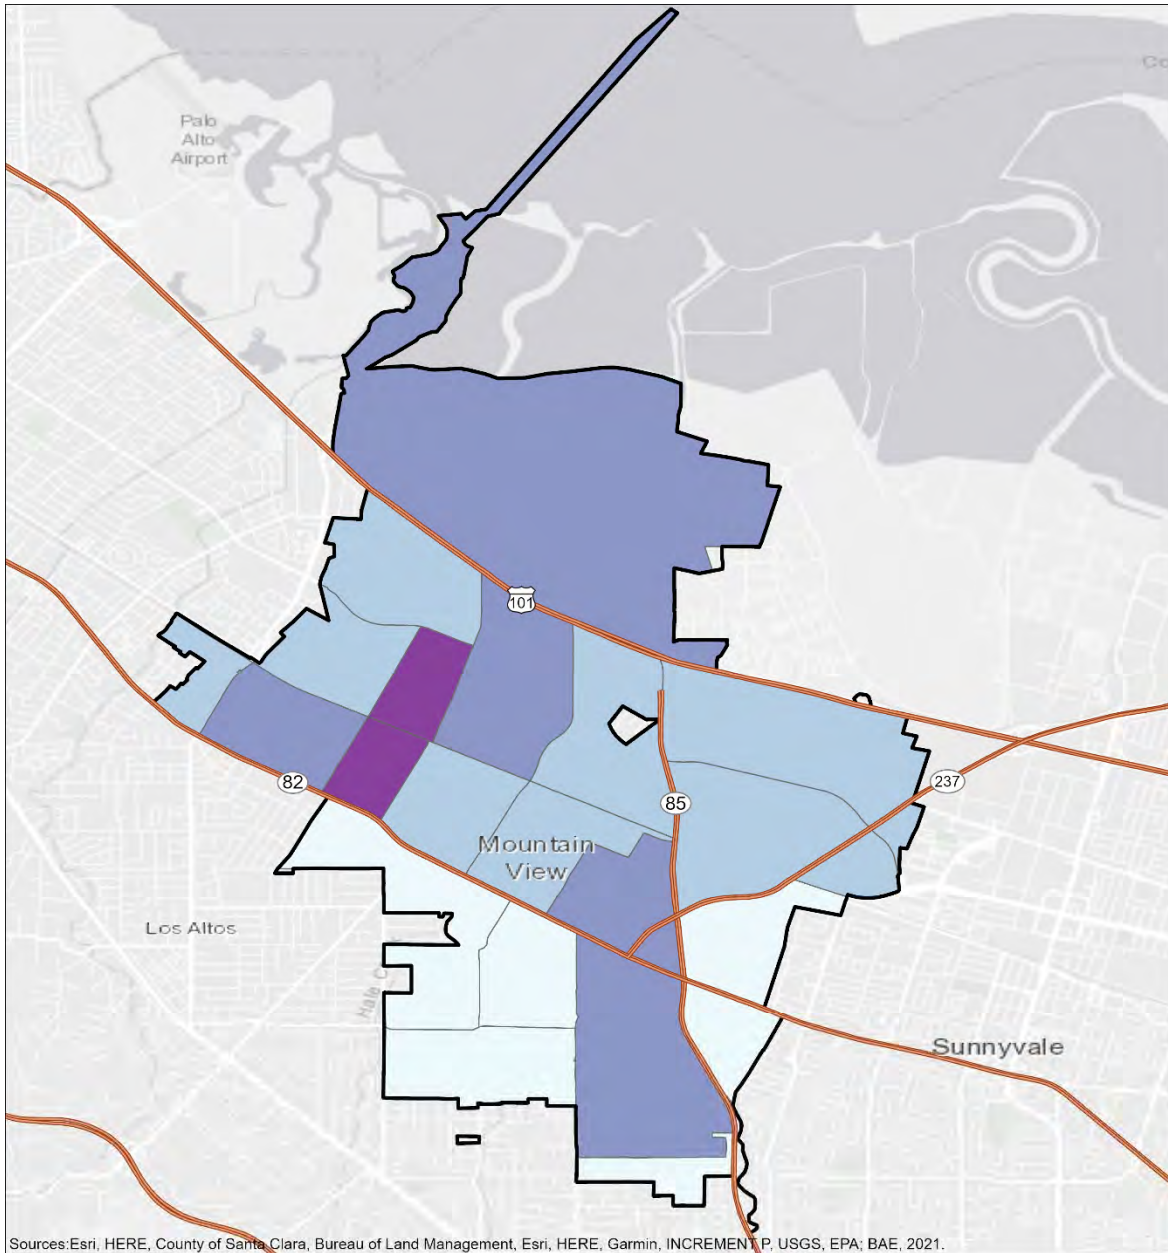 Co
Palo
Alto
Airport
101
82
237
85
Mountain
View
Los Altos
Hale C
Sunnyvale
Sources:Esri, HERE, County of Santa Clara, Bureau of Land Management, Esri, HERE, Garmin, INCREMENT P, USGS, EPA; BAE, 2021.